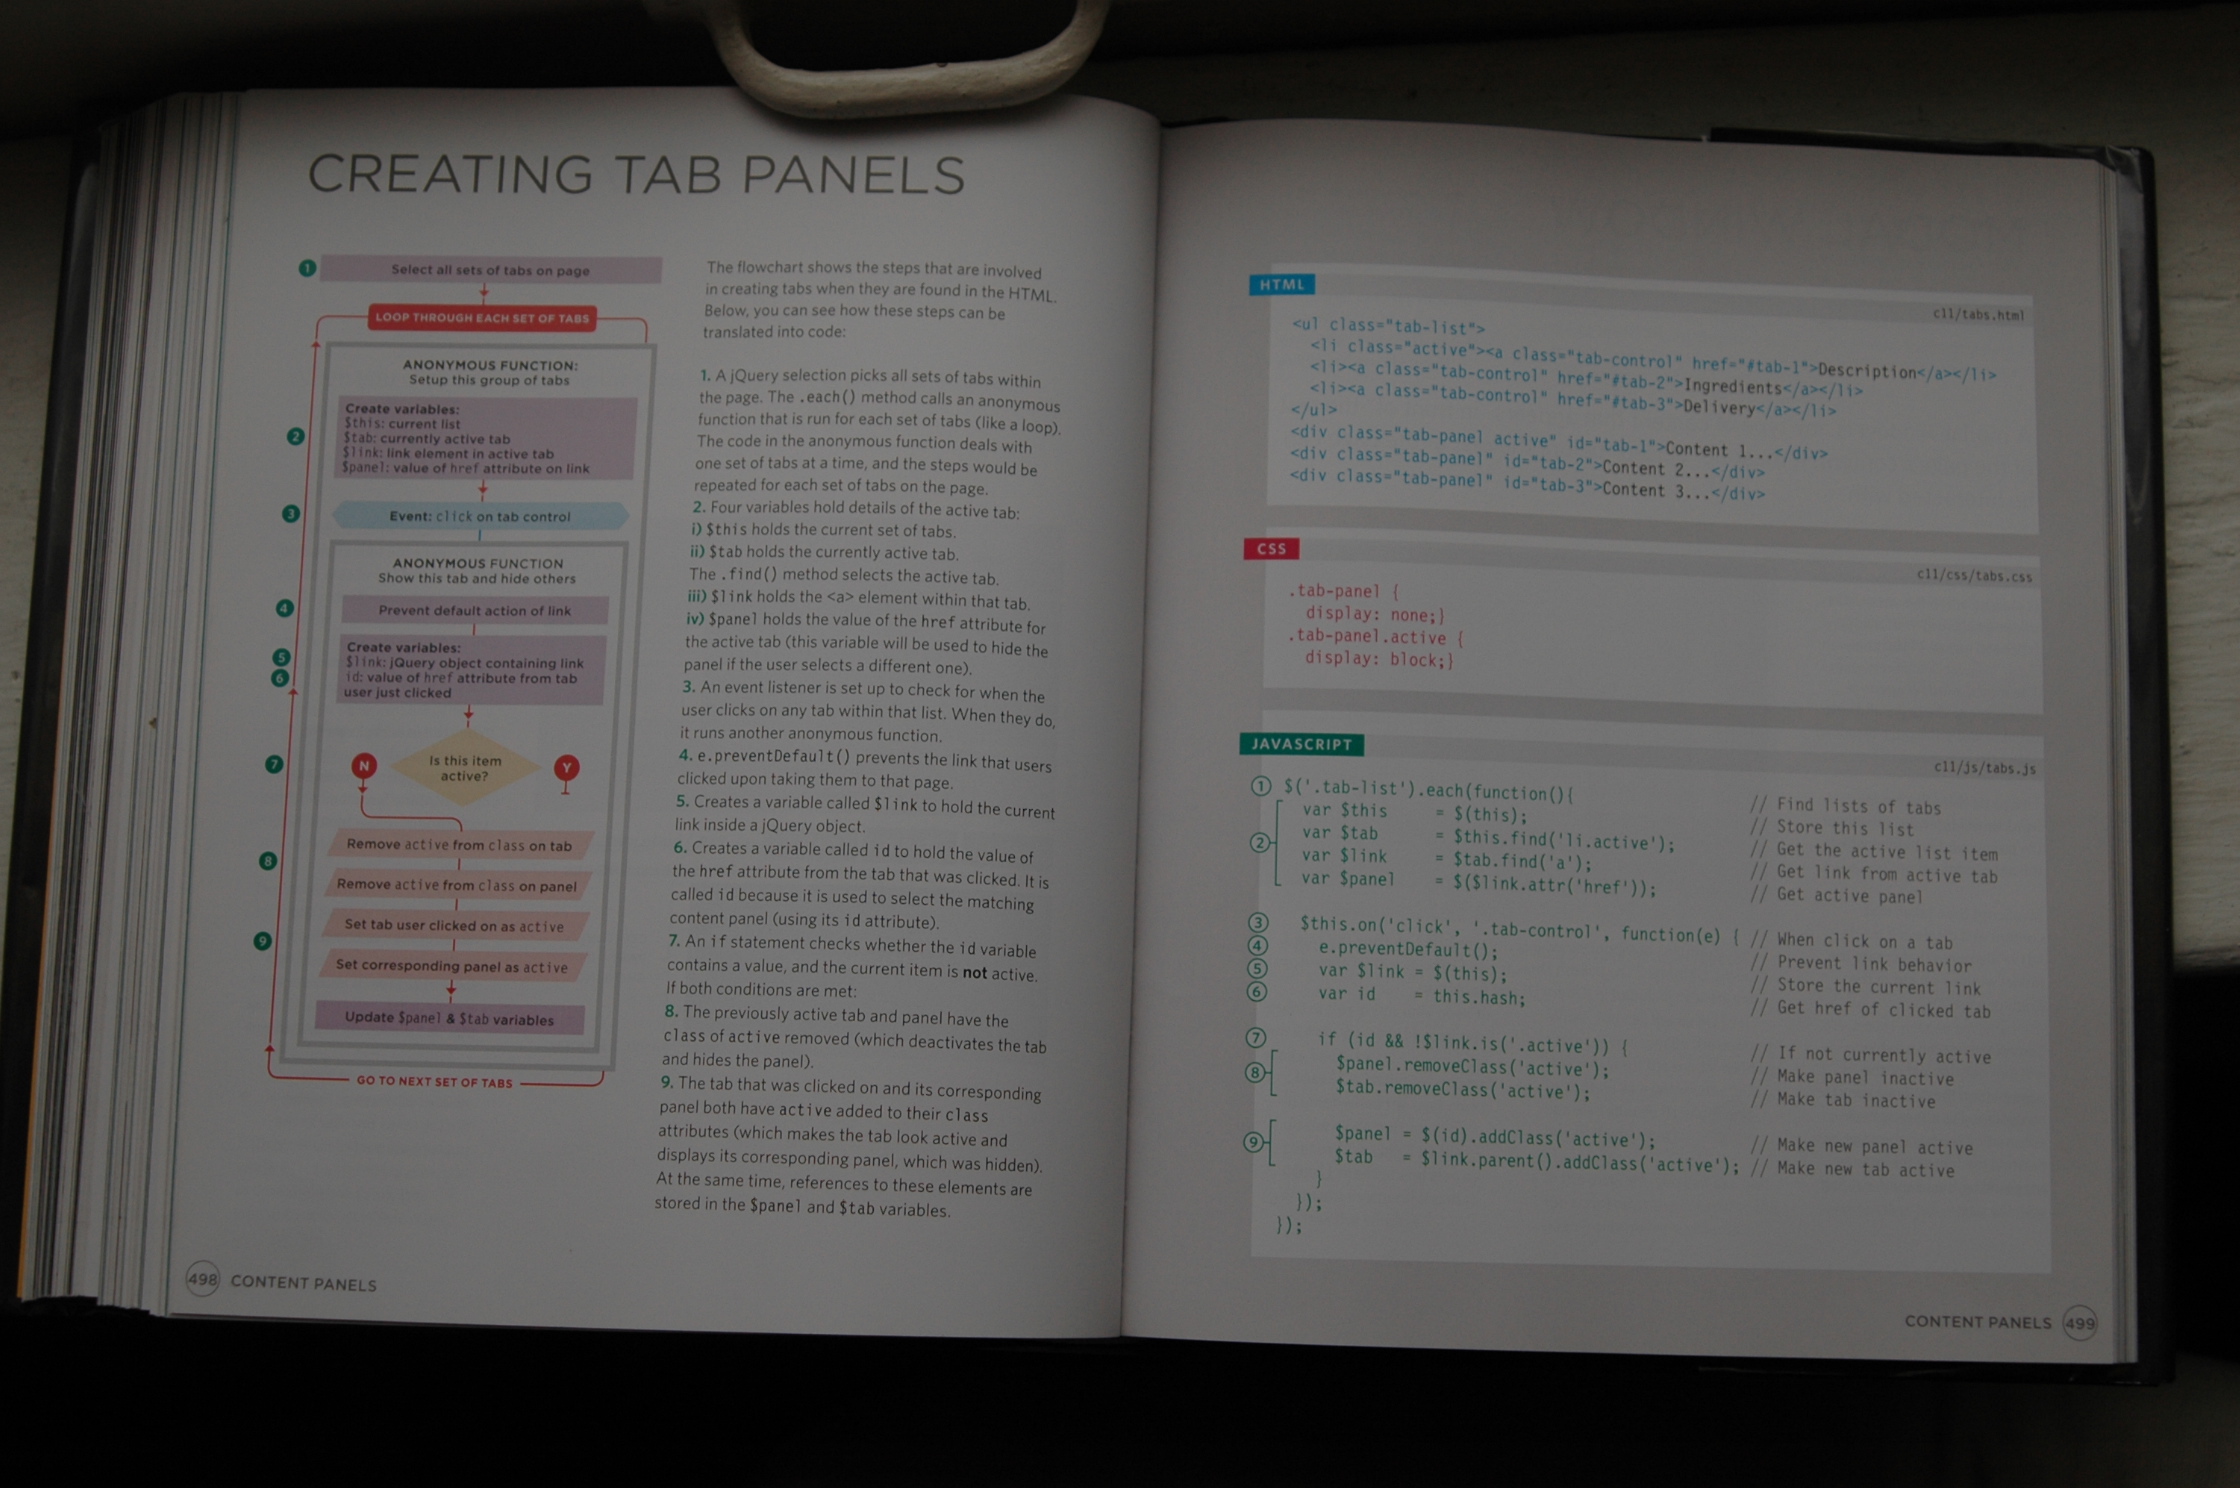 CREATING TAB PANELS
1
Select all sets of tabs on page
LOOP THROUGH EACH SET OF TABS
ANONYMOUS FUNCTION:
Setup this group of tabs
2
Create variables:
$this: current list
$tab: currently active tab
$link: link element in active tab
$panel: value of href attribute on link
3
Event: click on tab control
ANONYMOUS FUNCTION
Show this tab and hide others
4
Prevent default action of link
5
6
Create variables:
$link: jQuery object containing link
id: value of href attribute from tab
user just clicked
7
N
Is this item
active?
Y
8
Remove active from class on tab
Remove active from class on panel
9
Set tab user clicked on as active
Set corresponding panel as active
Update $panel & $tab variables
GO TO NEXT SET OF TABS
The flowchart shows the steps that are involved
in creating tabs when they are found in the HTML.
Below, you can see how these steps can be
translated into code:
1. A jQuery selection picks all sets of tabs within
the page. The .each() method calls an anonymous
function that is run for each set of tabs (like a loop).
The code in the anonymous function deals with
one set of tabs at a time, and the steps would be
repeated for each set of tabs on the page.
2. Four variables hold details of the active tab:
i) $this holds the current set of tabs.
ii) $tab holds the currently active tab.
The .find() method selects the active tab.
iii) $link holds the <a> element within that tab.
iv) $panel holds the value of the href attribute for
the active tab (this variable will be used to hide the
panel if the user selects a different one).
3. An event listener is set up to check for when the
user clicks on any tab within that list. When they do,
it runs another anonymous function.
4. e.preventDefault() prevents the link that users
clicked upon taking them to that page.
5. Creates a variable called $link to hold the current
link inside a jQuery object.
6. Creates a variable called id to hold the value of
the href attribute from the tab that was clicked. It is
called id because it is used to select the matching
content panel (using its id attribute).
7. An if statement checks whether the id variable
contains a value, and the current item is not active.
If both conditions are met:
8. The previously active tab and panel have the
class of active removed (which deactivates the tab
and hides the panel).
9. The tab that was clicked on and its corresponding
panel both have active added to their class
attributes (which makes the tab look active and
displays its corresponding panel, which was hidden).
At the same time, references to these elements are
stored in the $panel and $tab variables.
498 CONTENT PANELS
HTML
c11/tabs.html
<ul class="tab-list">
<li class="active"><a class="tab-control" href="#tab-1">Description</a></li>
<li><a class="tab-control" href="#tab-2">Ingredients</a></li>
<li><a class="tab-control" href="#tab-3">Delivery</a></li>
</ul>
<div class="tab-panel active" id="tab-1">Content 1...</div>
<div class="tab-panel" id="tab-2">Content 2...</div>
<div class="tab-panel" id="tab-3">Content 3...</div>
CSS
c11/css/tabs.css
.tab-panel {
display: none;}
.tab-panel.active {
display: block;}
JAVASCRIPT
c11/js/tabs.js
1 $('.tab-list').each(function(){ // Find lists of tabs
var $this = $(this); // Store this list
2 var $tab = $this.find('li.active'); // Get the active list item
var $link = $tab.find('a'); // Get link from active tab
var $panel = $($link.attr('href')); // Get active panel
3 $this.on('click', '.tab-control', function(e) { // When click on a tab
4 e.preventDefault(); // Prevent link behavior
5 var $link = $(this); // Store the current link
6 var id = this.hash; // Get href of clicked tab
7 if (id && !$link.is('.active')) { // If not currently active
8 $panel.removeClass('active'); // Make panel inactive
$tab.removeClass('active'); // Make tab inactive
9 $panel = $(id).addClass('active'); // Make new panel active
$tab = $link.parent().addClass('active'); // Make new tab active
}
});
});
CONTENT PANELS 499